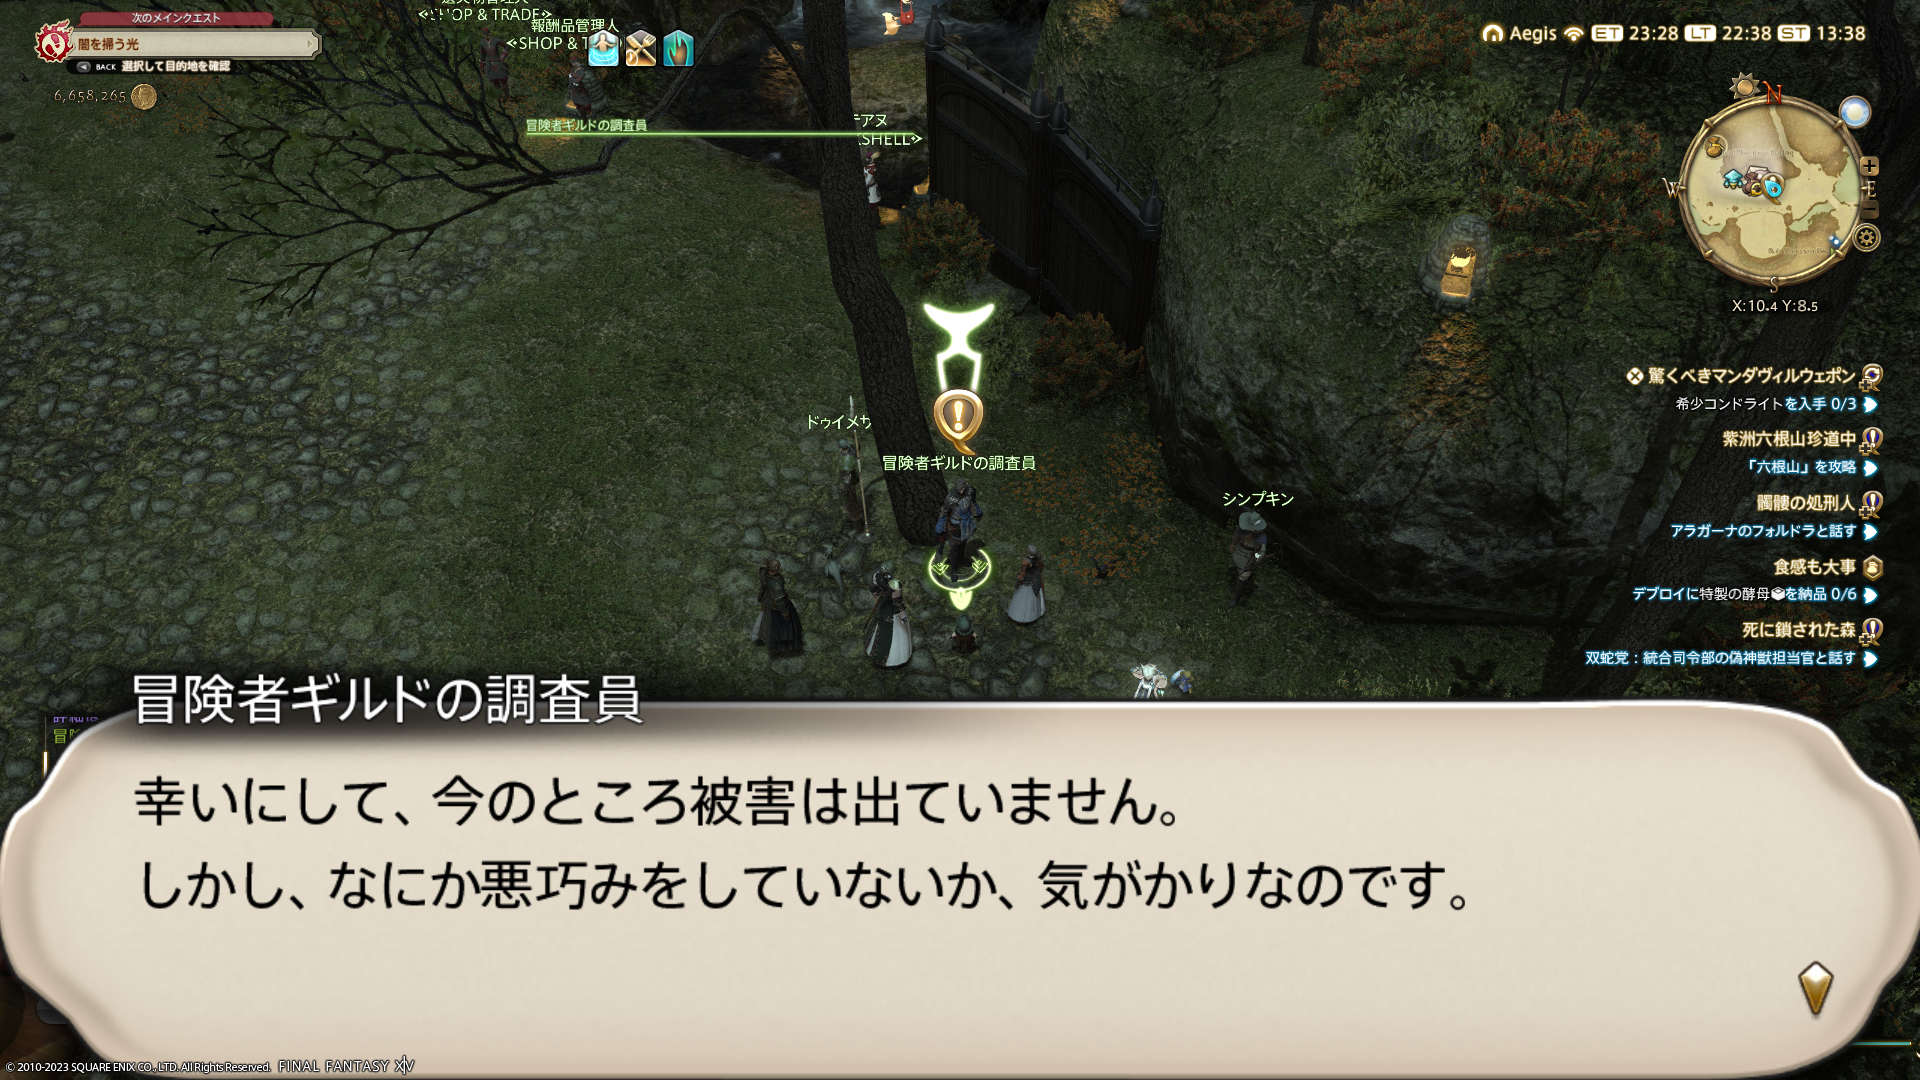 次のメインクエスト
闇を掃う光
BACK 選択して目的地を確認
6,658,265
SHOP & TRADE
報酬品管理人
冒険者ギルドの調査員
Aegis ET 23:28 LT 22:38 ST 13:38
N
W
E
S
X:10.4 Y:8.5
驚くべきマンダヴィルウェポン
希少コンドライトを入手 0/3
紫洲六根山珍道中
「六根山」を攻略
髑髏の処刑人
アラガーナのフォルドラと話す
食感も大事
デブロイに特製の酵母を納品 0/6
死に鎖された森
双蛇党：統合司令部の偽神獣担当官と話す
ドゥイメサ
冒険者ギルドの調査員
シンプキン
冒険者ギルドの調査員
幸いにして、今のところ被害は出ていません。
しかし、なにか悪巧みをしていないか、気がかりなのです。
© 2010-2023 SQUARE ENIX CO., LTD. All Rights Reserved. FINAL FANTASY XIV